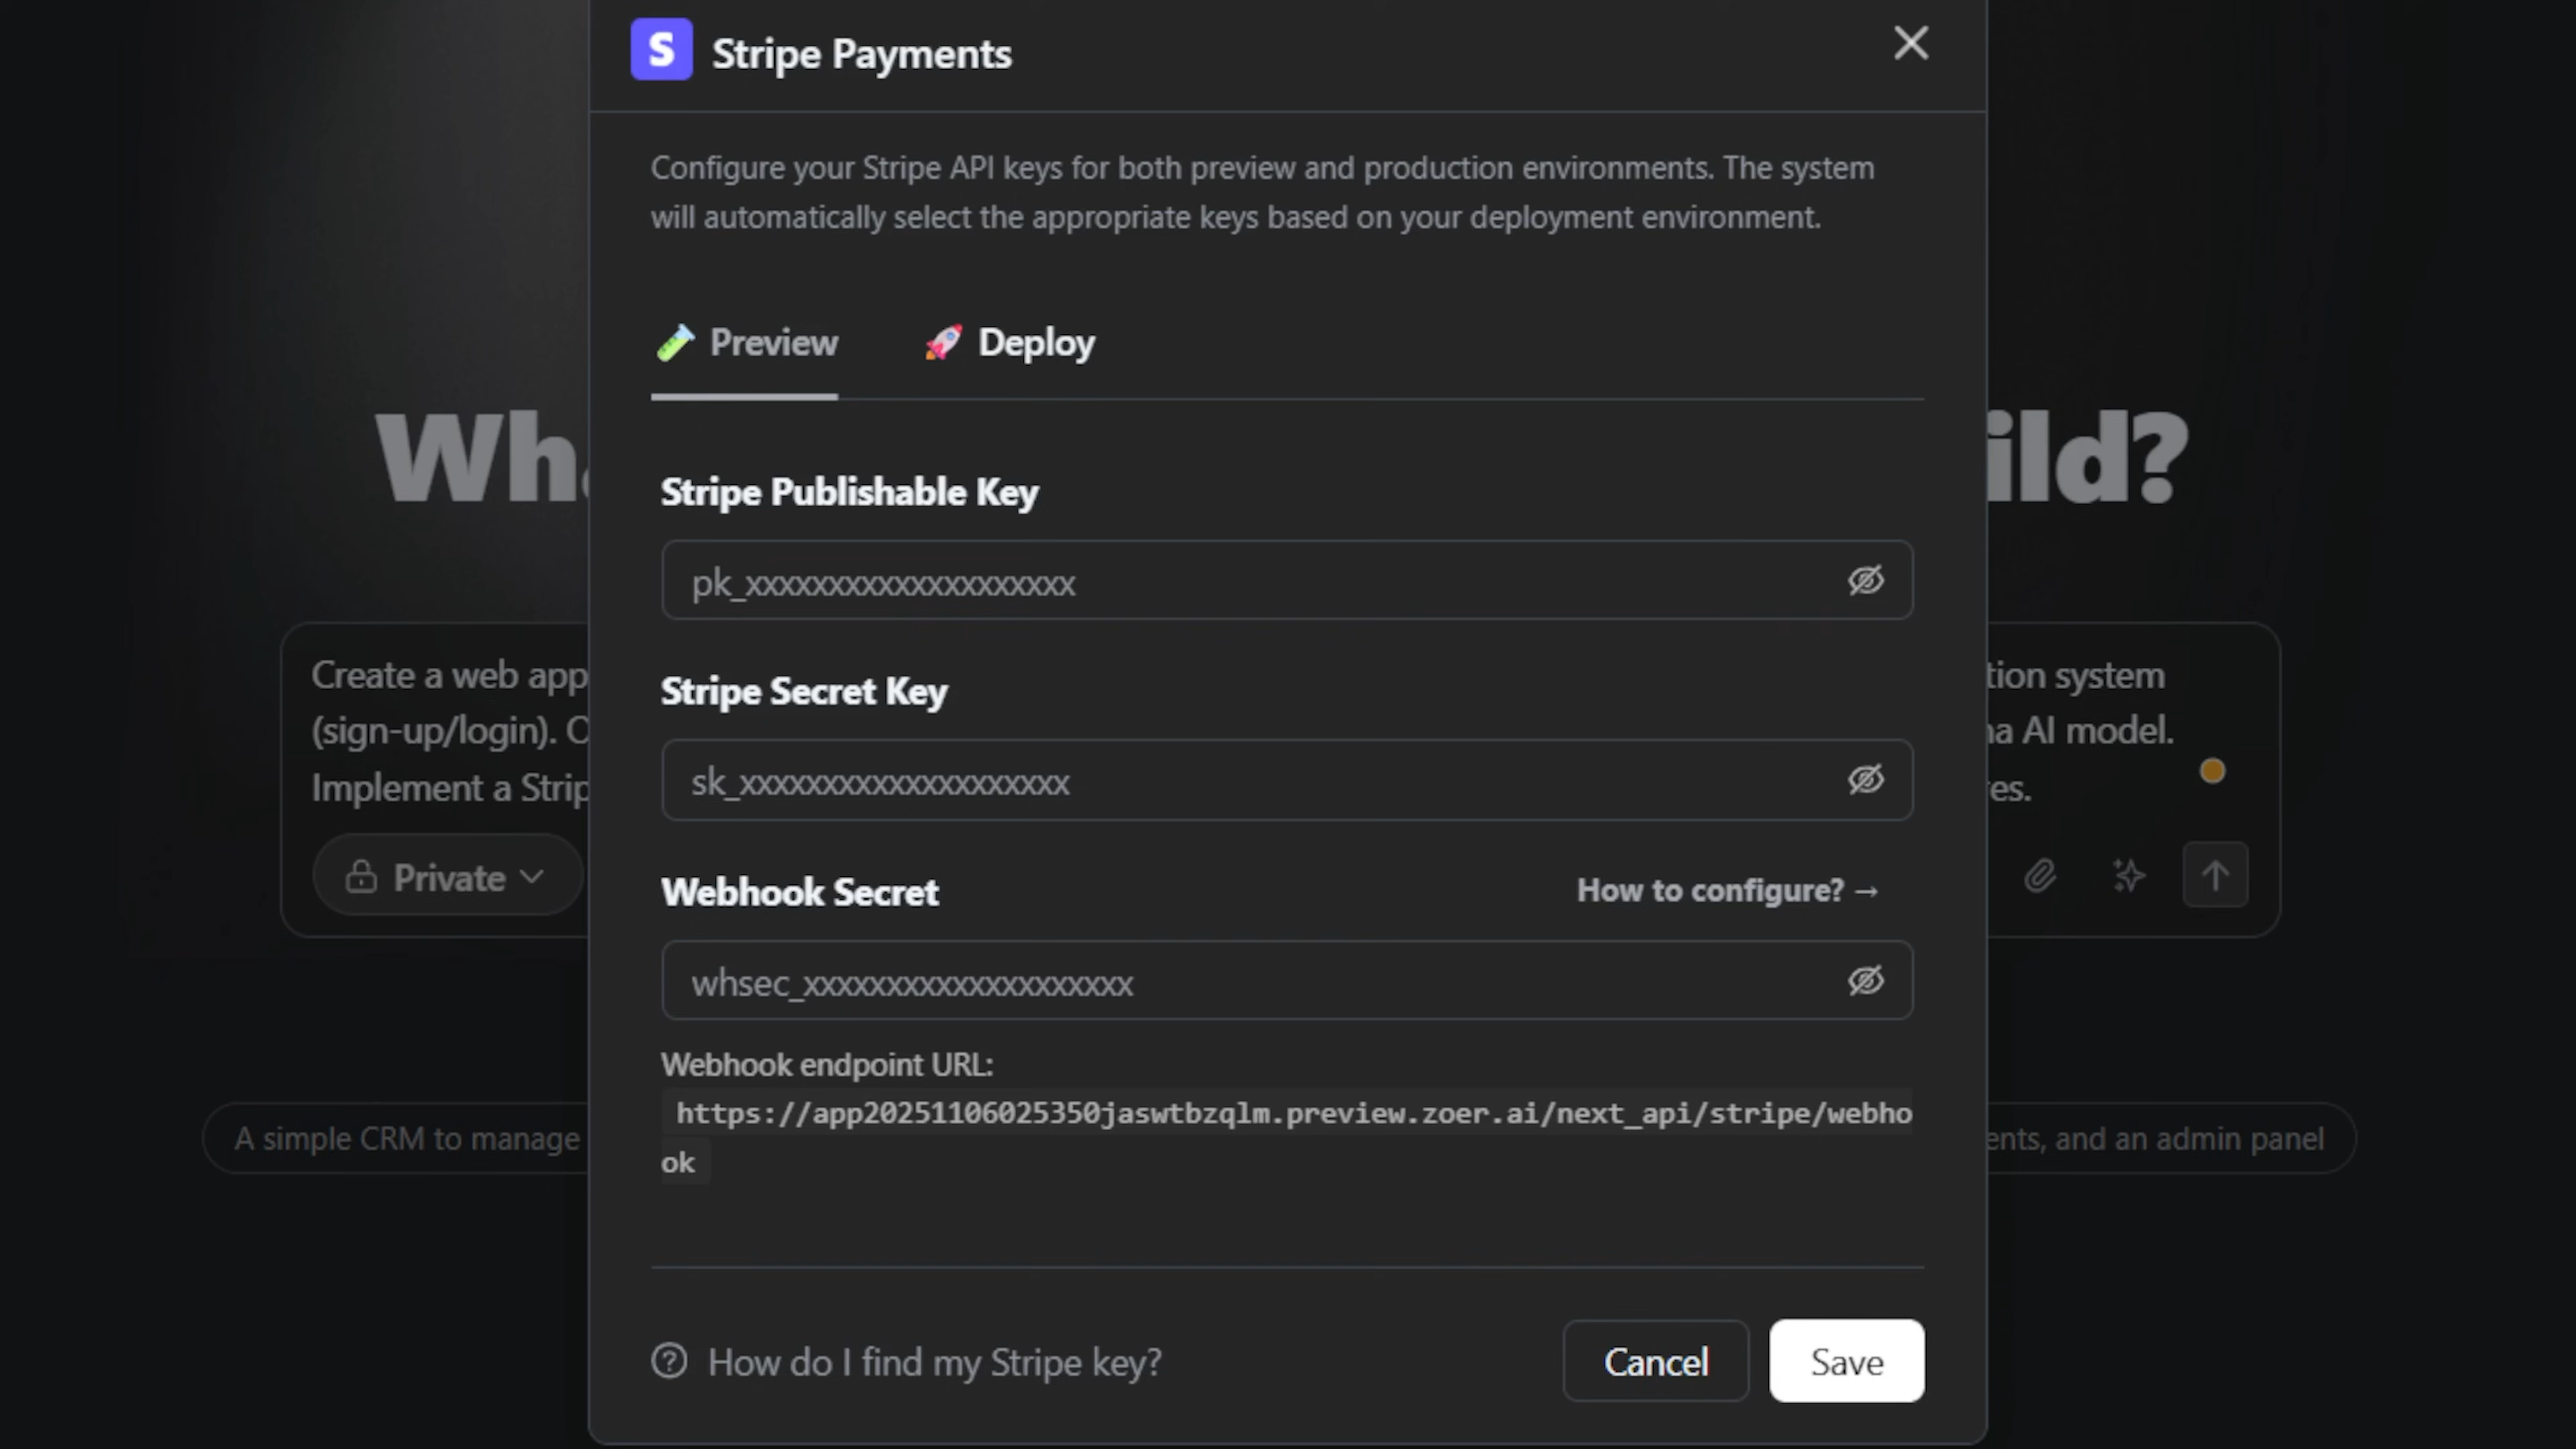 S Stripe Payments
Configure your Stripe API keys for both preview and production environments. The system
will automatically select the appropriate keys based on your deployment environment.
Preview Deploy
Wh ild?
Stripe Publishable Key
pk_xxxxxxxxxxxxxxxxxxxx
Create a web app tion system
Stripe Secret Key
(sign-up/login). na AI model.
sk_xxxxxxxxxxxxxxxxxxxx
Implement a Strip es.
Private
Webhook Secret How to configure? →
whsec_xxxxxxxxxxxxxxxxxxxx
Webhook endpoint URL:
https://app20251106025350jaswtbzqlm.preview.zoer.ai/next_api/stripe/webho
ok
A simple CRM to manage ents, and an admin panel
How do I find my Stripe key? Cancel Save